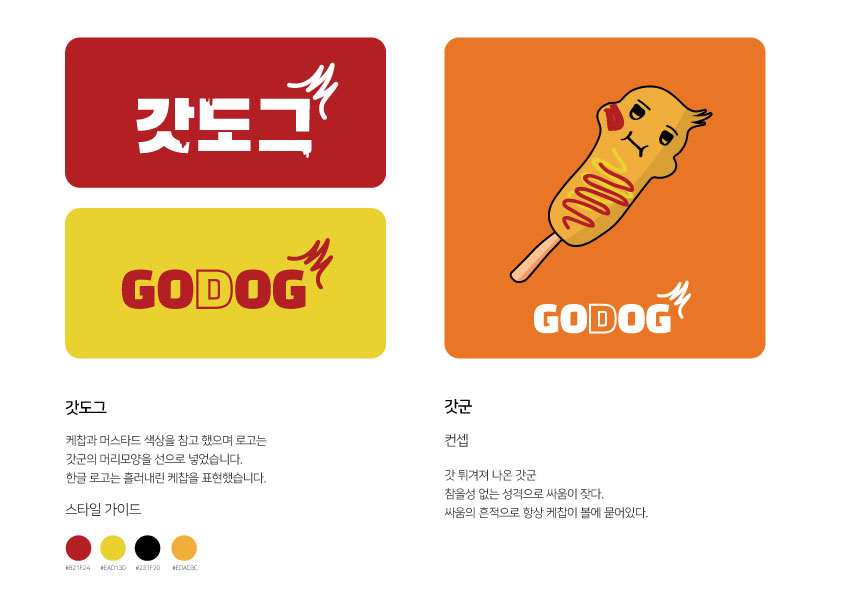 갓도그
GODOG
GODOG
갓도그
케찹과 머스타드 색상을 참고 했으며 로고는
갓군의 머리모양을 선으로 넣었습니다.
한글 로고는 흘러내린 케찹을 표현했습니다.
스타일 가이드
#B21F24 #EAD130 #231F20 #EDAD3C
갓군
컨셉
갓 튀겨져 나온 갓군
참을성 없는 성격으로 싸움이 잦다.
싸움의 흔적으로 항상 케찹이 볼에 묻어있다.